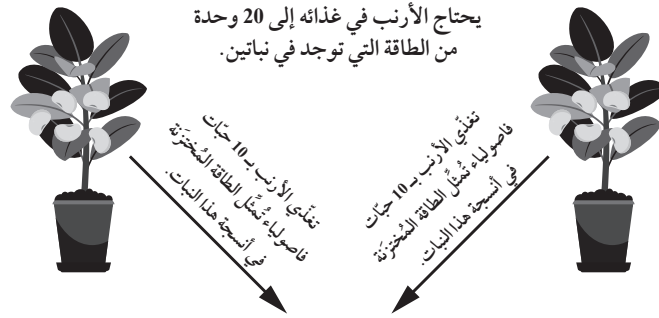 يحتاج الأرنب في غذائه إلى 20 وحدة
من الطاقة التي توجد في نباتين.
تغذّي الأرنب بـ 10 حبّات
فاصولياء تُمثّل الطاقة المُختزَنة
في أنسجة هذا النبات.
تغذّي الأرنب بـ 10 حبّات
فاصولياء تُمثّل الطاقة المُختزَنة
في أنسجة هذا النبات.